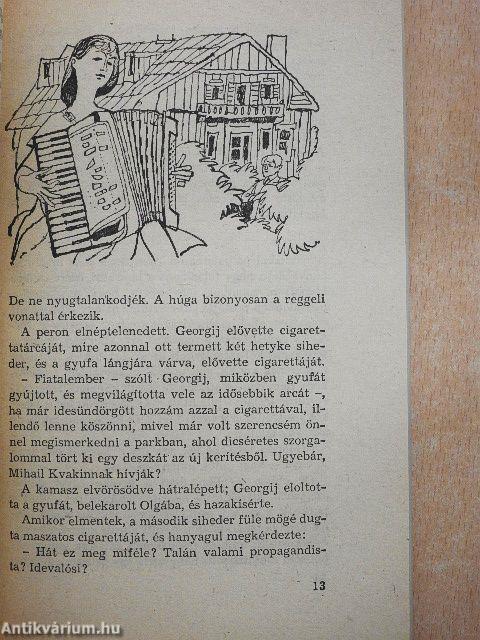 De ne nyugtalankodjék. A húga bizonyosan a reggeli
vonattal érkezik.
A peron elnéptelenedett. Georgij elővette cigaret-
tatárcáját, mire azonnal ott termett két hetyke sihe-
der, és a gyufa lángjára várva, elővette cigarettáját.
– Fiatalember – szólt Georgij, miközben gyufát
gyújtott, és megvilágította vele az idősebbik arcát –,
ha már idesündörgött hozzám azzal a cigarettával, il-
lendő lenne köszönni, mivel már volt szerencsém ön-
nel megismerkedni a parkban, ahol dicséretes szorga-
lommal tört ki egy deszkát az új kerítésből. Ugyebár,
Mihail Kvakinnak hívják?
A kamasz elvörösödve hátralépett; Georgij eloltot-
ta a gyufát, belekarolt Olgába, és hazakísérte.
Amikor elmentek, a második siheder füle mögé dug-
ta maszatos cigarettáját, és hanyagul megkérdezte:
– Hát ez meg miféle? Talán valami propagandis-
ta? Idevalósi?
13
Antikvárium.hu